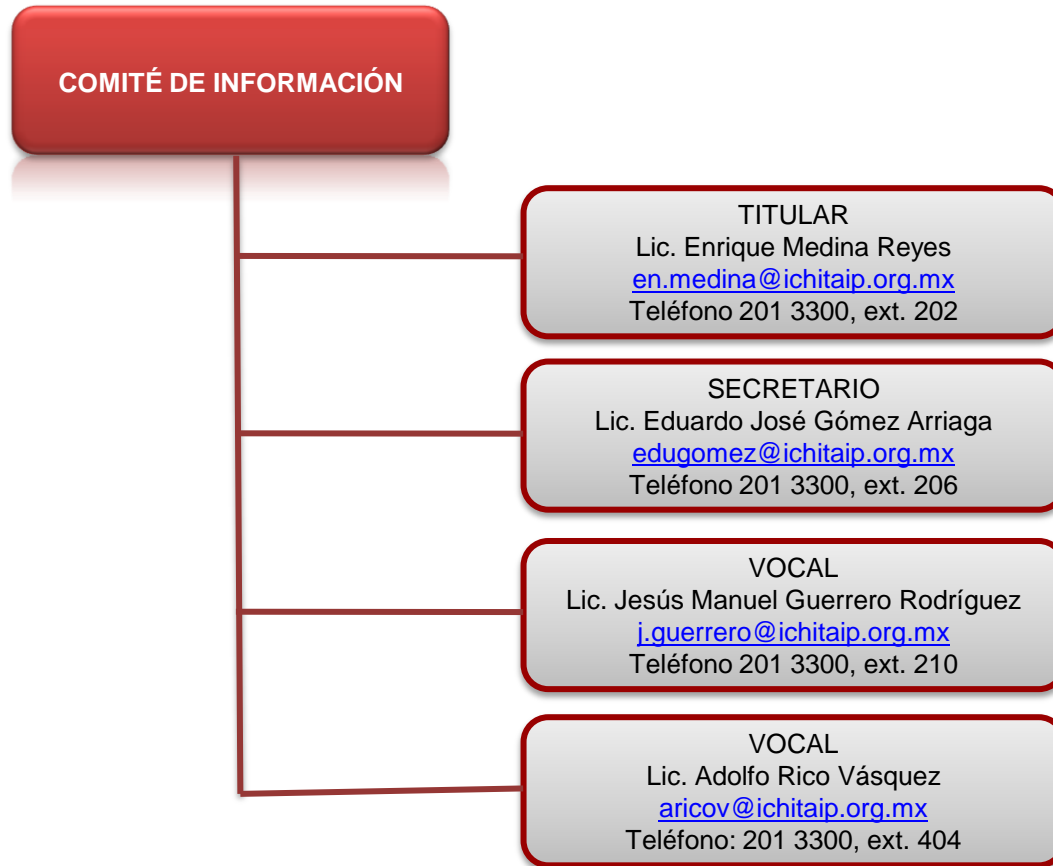 COMITÉ DE INFORMACIÓN
TITULAR
Lic. Enrique Medina Reyes
en.medina@ichitaip.org.mx
Teléfono 201 3300, ext. 202
SECRETARIO
Lic. Eduardo José Gómez Arriaga
edugomez@ichitaip.org.mx
Teléfono 201 3300, ext. 206
VOCAL
Lic. Jesús Manuel Guerrero Rodríguez
j.guerrero@ichitaip.org.mx
Teléfono 201 3300, ext. 210
VOCAL
Lic. Adolfo Rico Vásquez
aricov@ichitaip.org.mx
Teléfono: 201 3300, ext. 404